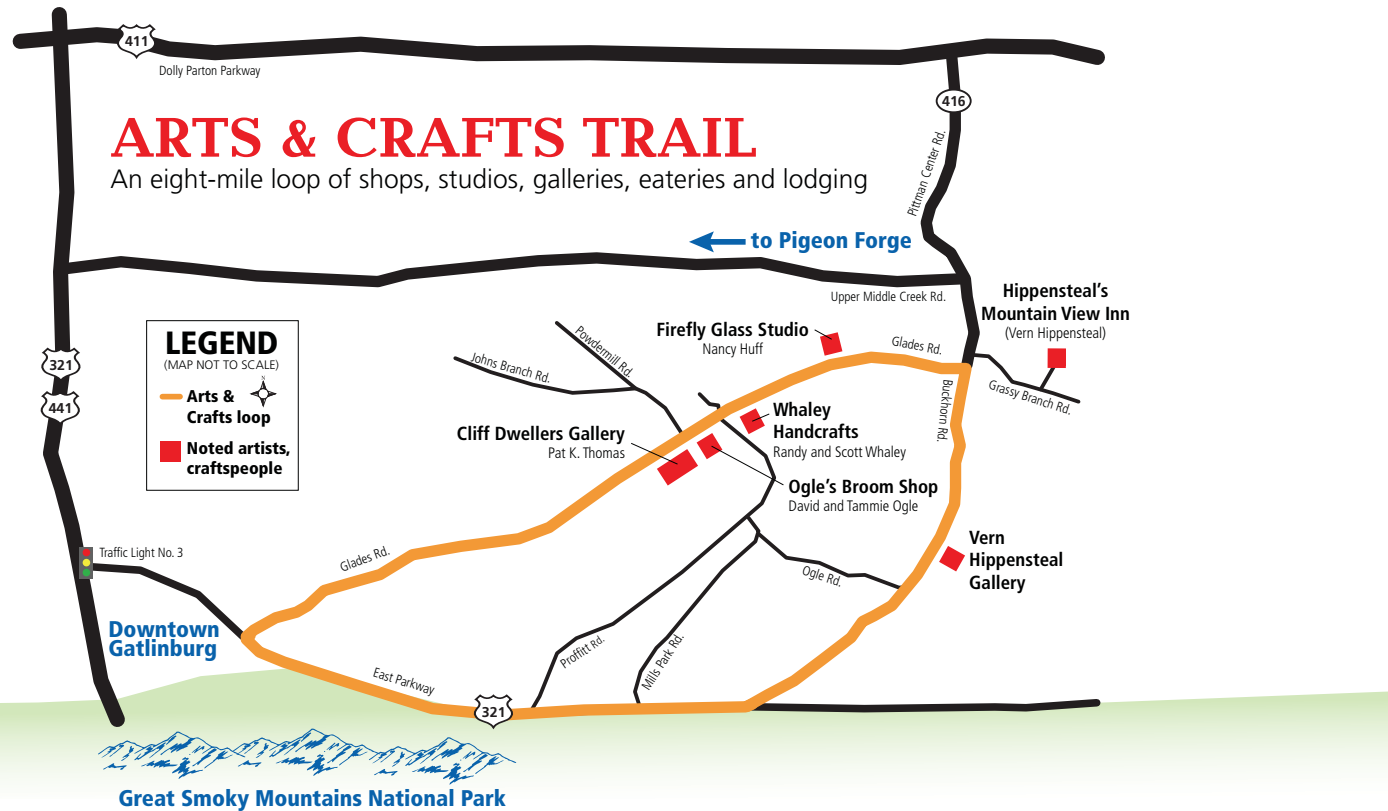 411
Dolly Parton Parkway
416
ARTS & CRAFTS TRAIL
An eight-mile loop of shops, studios, galleries, eateries and lodging
Pittman Center Rd.
to Pigeon Forge
Upper Middle Creek Rd.
Hippensteal's
Mountain View Inn
(Vern Hippensteal)
LEGEND
(MAP NOT TO SCALE)
N
Arts &
Crafts loop
Noted artists,
craftspeople
321
441
Firefly Glass Studio
Nancy Huff
Glades Rd.
Powdermill Rd.
Johns Branch Rd.
Grassy Branch Rd.
Buckhorn Rd.
Whaley
Handcrafts
Randy and Scott Whaley
Cliff Dwellers Gallery
Pat K. Thomas
Ogle's Broom Shop
David and Tammie Ogle
Vern
Hippensteal
Gallery
Traffic Light No. 3
Glades Rd.
Ogle Rd.
Downtown
Gatlinburg
Proffitt Rd.
Mills Park Rd.
East Parkway
321
Great Smoky Mountains National Park